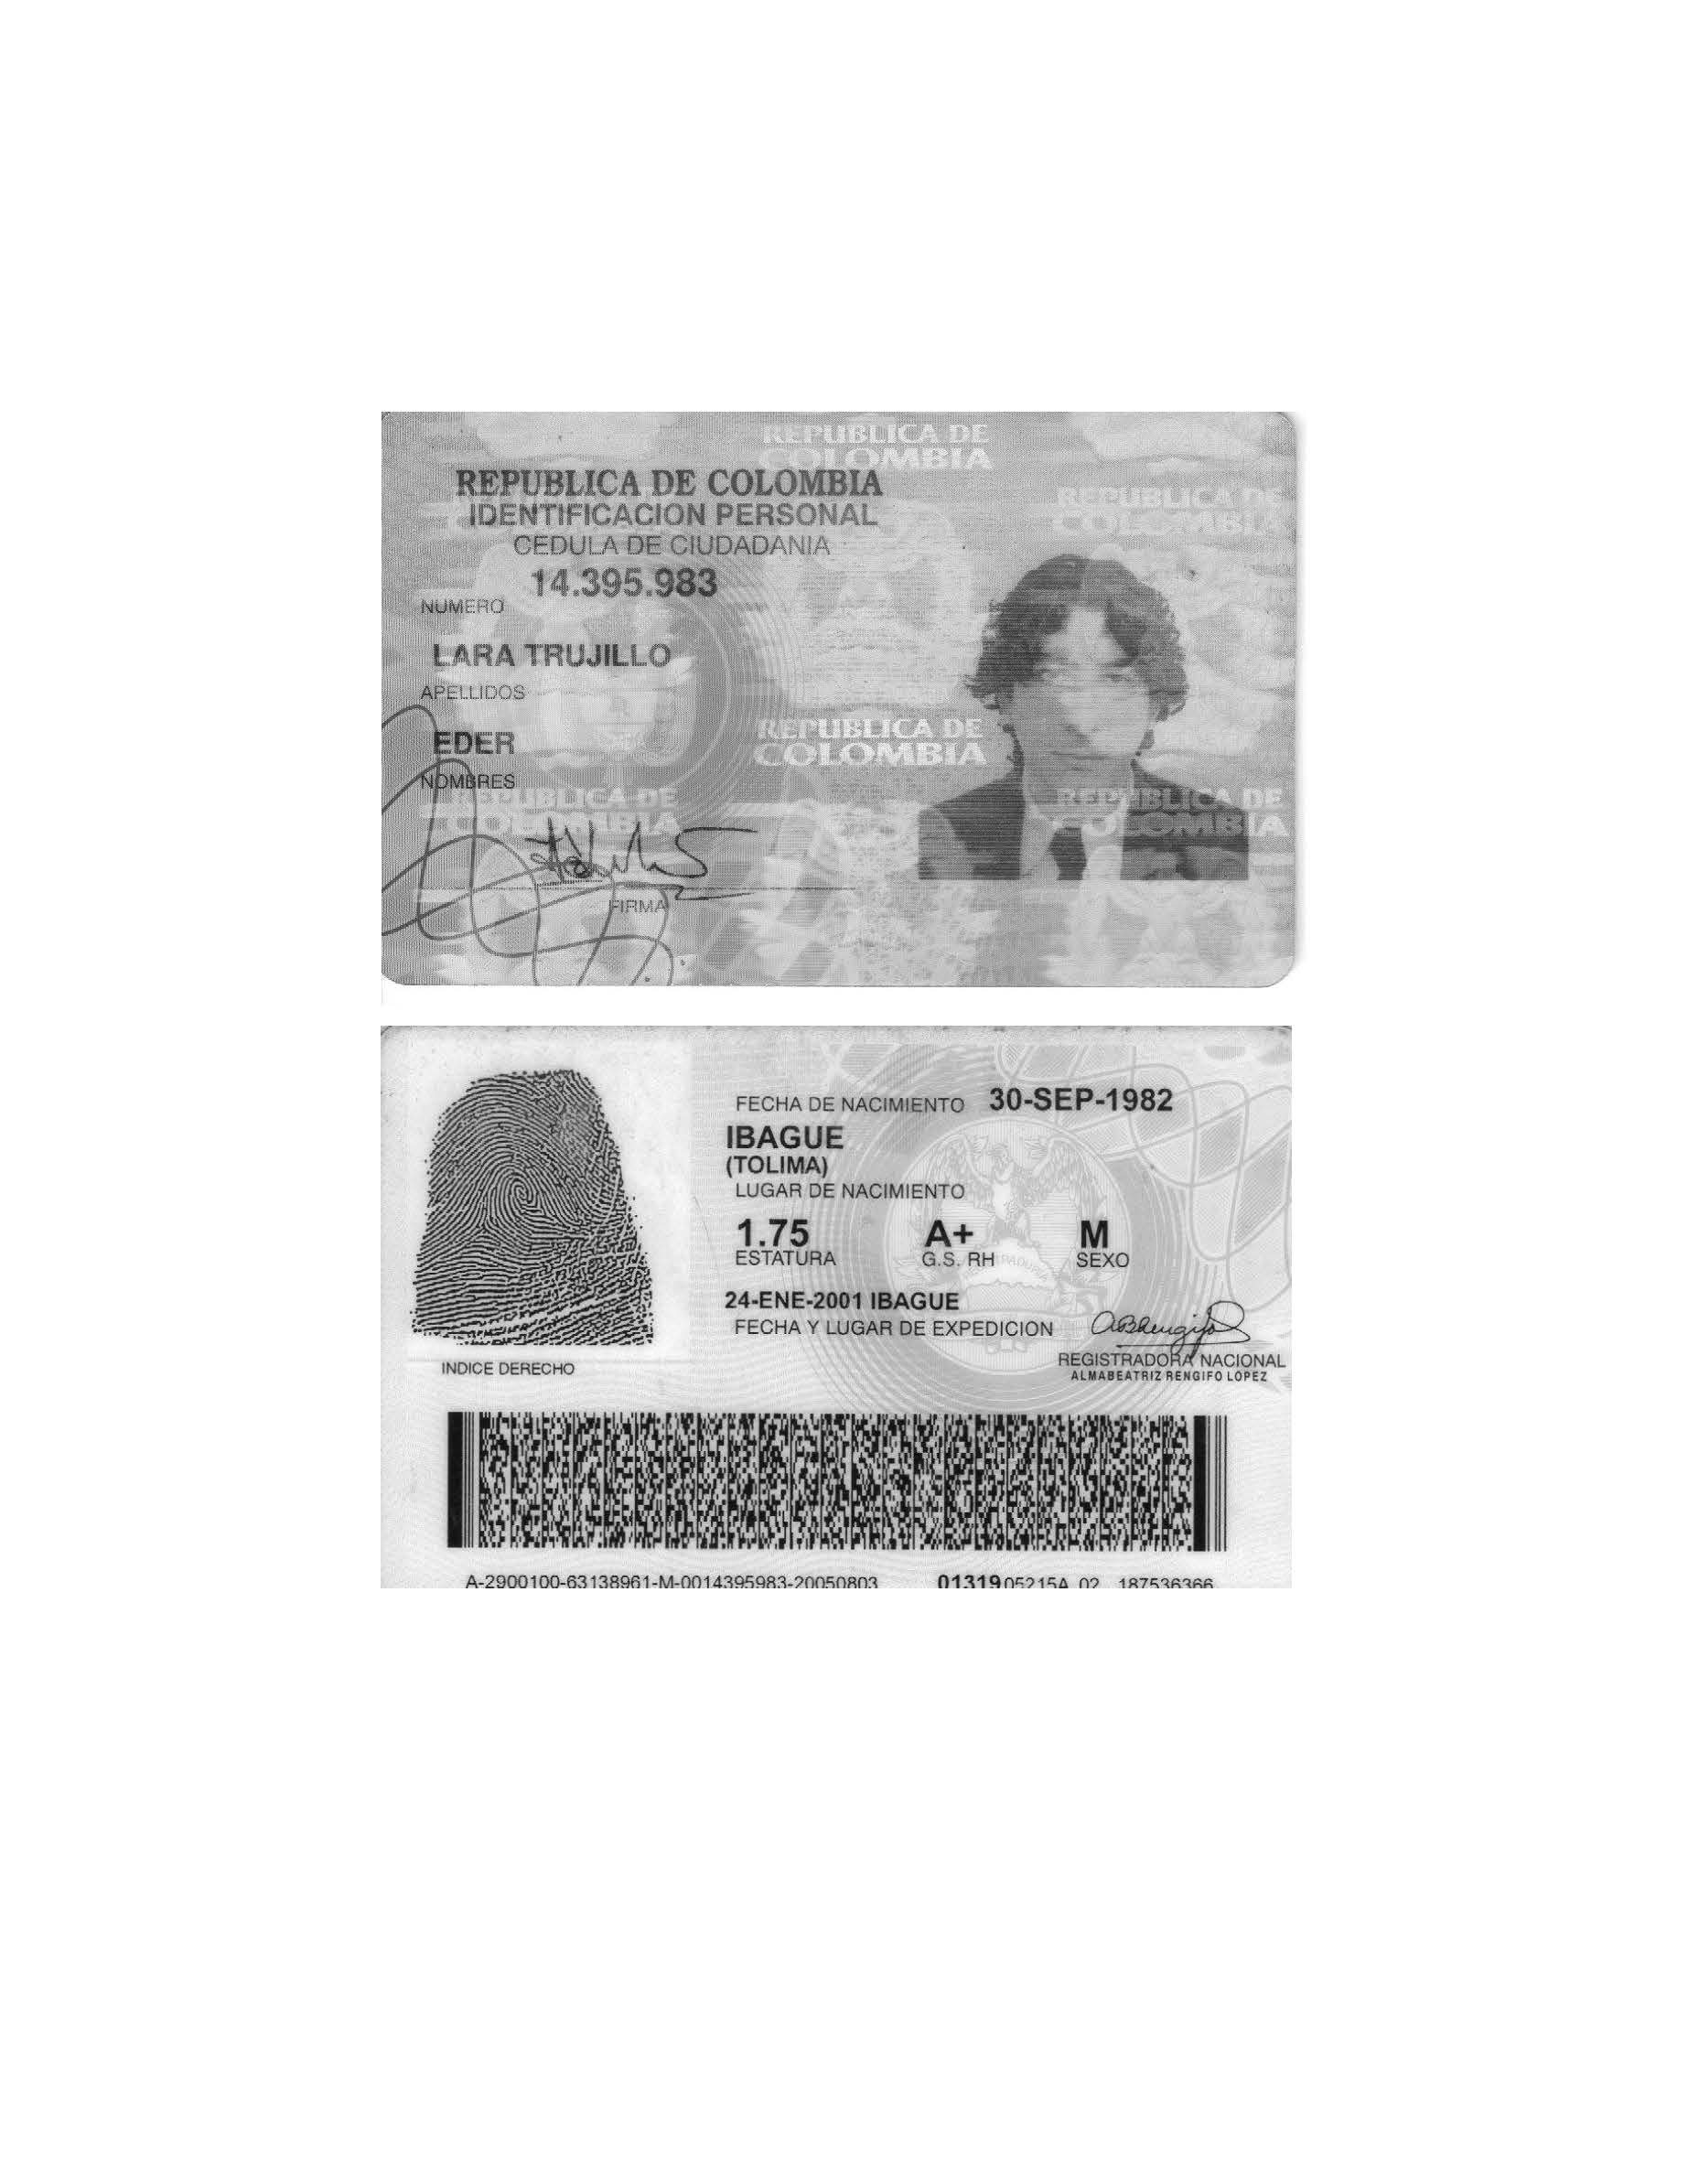 REPUBLICA DE COLOMBIA
REPUBLICA DE COLOMBIA
IDENTIFICACION PERSONAL
CEDULA DE CIUDADANIA
REPUBLICA DE COLOMBIA
14.395.983
NUMERO
LARA TRUJILLO
APELLIDOS
REPUBLICA DE COLOMBIA
EDER
NOMBRES
REPUBLICA DE COLOMBIA
REPUBLICA DE COLOMBIA
FIRMA
FECHA DE NACIMIENTO 30-SEP-1982
IBAGUE
(TOLIMA)
LUGAR DE NACIMIENTO
1.75 A+ M
ESTATURA G.S. RH SEXO
24-ENE-2001 IBAGUE
FECHA Y LUGAR DE EXPEDICION
INDICE DERECHO
REGISTRADORA NACIONAL
ALMABEATRIZ RENGIFO LOPEZ
A-2900100-63138961-M-0014395983-20050803 0131905215A 02 187536366